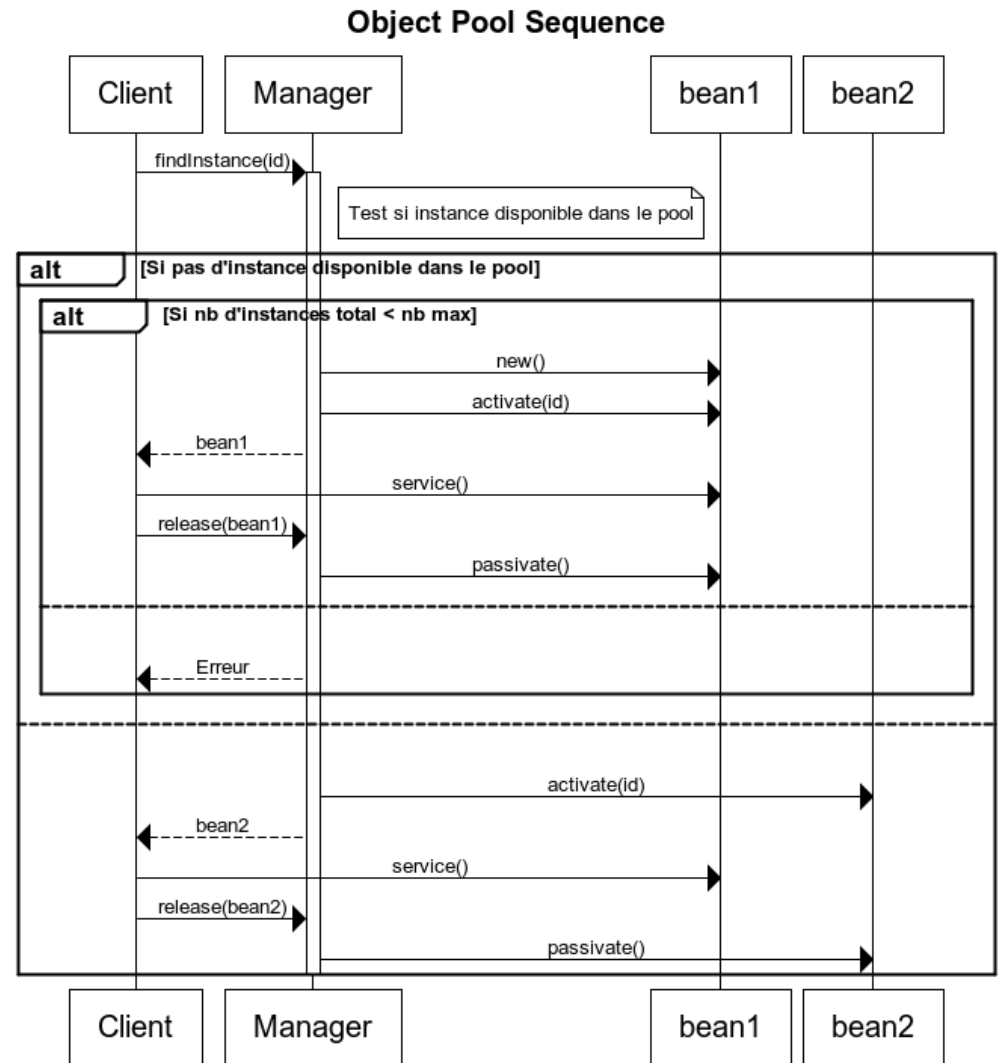 Object Pool Sequence
Client Manager bean1 bean2
findInstance(id)
Test si instance disponible dans le pool
alt [Si pas d'instance disponible dans le pool]
alt [Si nb d'instances total < nb max]
new()
activate(id)
bean1
service()
release(bean1)
passivate()
Erreur
activate(id)
bean2
service()
release(bean2)
passivate()
Client Manager bean1 bean2